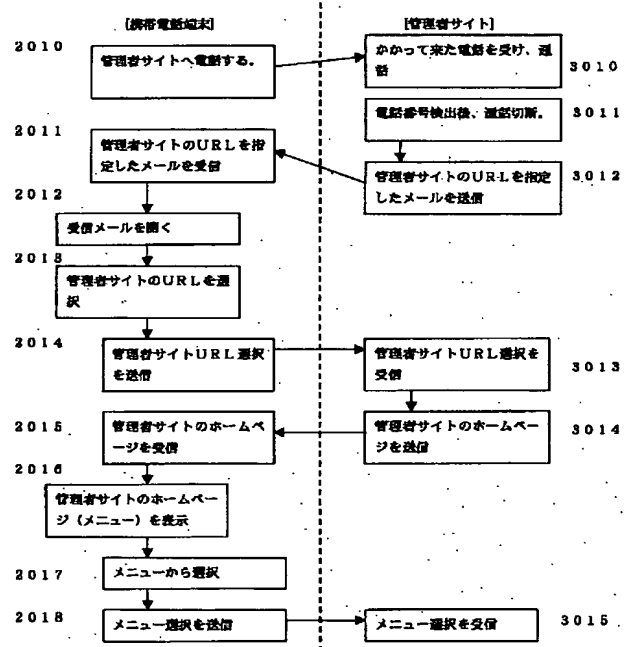 [携帯電話端末]
[管理者サイト]
2010
管理者サイトへ電話する。
かかって来た電話を受け、通
話
3010
電話番号検出後、通話切断。
3011
2011
管理者サイトのURLを指
定したメールを受信
管理者サイトのURLを指定
したメールを送信
3012
2012
受信メールを開く
2013
管理者サイトのURLを選
択
2014
管理者サイトURL選択
を送信
管理者サイトURL選択を
受信
3013
2015
管理者サイトのホームペ
ージを受信
管理者サイトのホームペー
ジを送信
3014
2016
管理者サイトのホームペー
ジ(メニュー)を表示
2017
メニューから選択
2018
メニュー選択を送信
メニュー選択を受信
3015